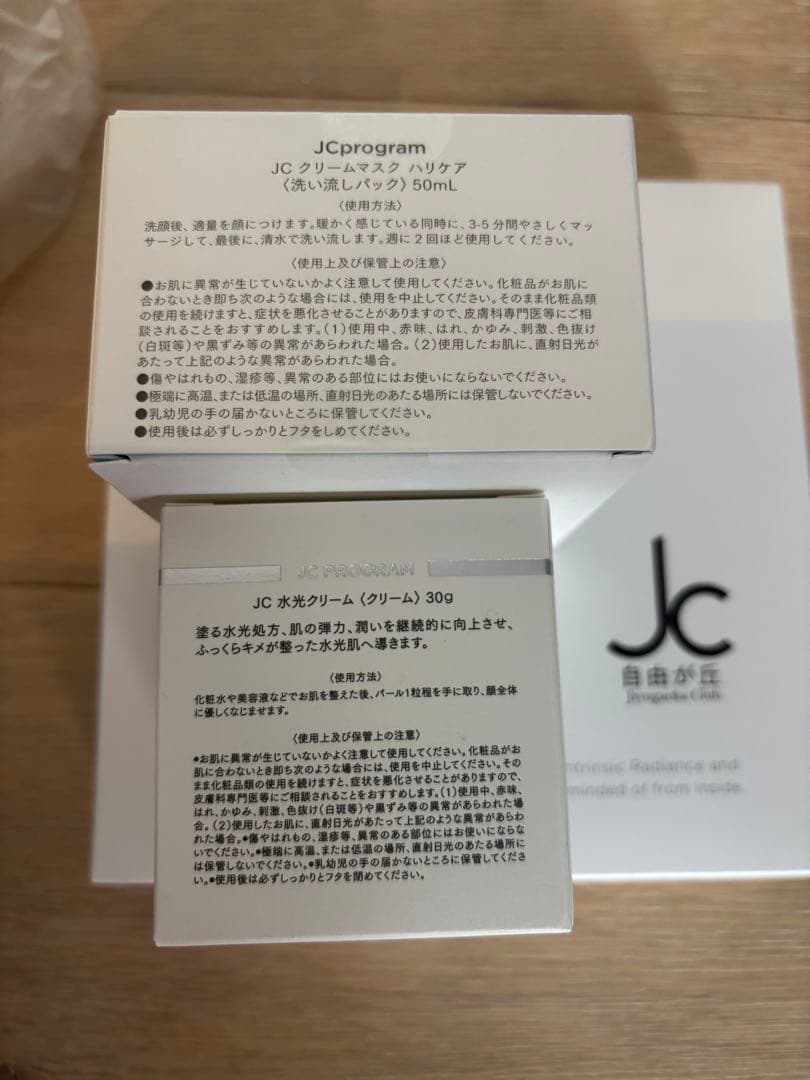 JCprogram
JC クリームマスク ハリケア
〈洗い流しパック〉50mL
〈使用方法〉
洗顔後、適量を顔につけます。暖かく感じている同時に、3-5分間やさしくマッ
サージして、最後に、清水で洗い流します。週に2回ほど使用してください。
〈使用上及び保管上の注意〉
●お肌に異常が生じていないかよく注意して使用してください。化粧品がお肌に
合わないとき即ち次のような場合には、使用を中止してください。そのまま化粧品類
の使用を続けますと、症状を悪化させることがありますので、皮膚科専門医等にご相
談されることをおすすめします。(1)使用中、赤味、はれ、かゆみ、刺激、色抜け
(白斑等)や黒ずみ等の異常があらわれた場合。(2)使用したお肌に、直射日光が
あたって上記のような異常があらわれた場合。
●傷やはれもの、湿疹等、異常のある部位にはお使いにならないでください。
●極端に高温、または低温の場所、直射日光のあたる場所には保管しないでください。
●乳幼児の手の届かないところに保管してください。
●使用後は必ずしっかりとフタをしめてください。
JC PROGRAM
JC 水光クリーム〈クリーム〉30g
塗る水光処方、肌の弾力、潤いを継続的に向上させ、
ふっくらキメが整った水光肌へ導きます。
〈使用方法〉
化粧水や美容液などでお肌を整えた後、パール1粒程を手に取り、顔全体
に優しくなじませます。
〈使用上及び保管上の注意〉
●お肌に異常が生じていないかよく注意して使用してください。化粧品がお
肌に合わないとき即ち次のような場合には、使用を中止してください。その
まま化粧品類の使用を続けますと、症状を悪化させることがありますので、
皮膚科専門医等にご相談されることをおすすめします。(1)使用中、赤味、
はれ、かゆみ、刺激、色抜け(白斑等)や黒ずみ等の異常があらわれた場
合。(2)使用したお肌に、直射日光があたって上記のような異常があらわ
れた場合。●傷やはれもの、湿疹等、異常のある部位にはお使いにならな
いでください。●極端に高温、または低温の場所、直射日光のあたる場所に
は保管しないでください。●乳幼児の手の届かないところに保管してくださ
い。●使用後は必ずしっかりとフタを閉めてください。
Jc
自由が丘
Jiyugaoka Club
ntrinsic Radiance and
minded of from inside.